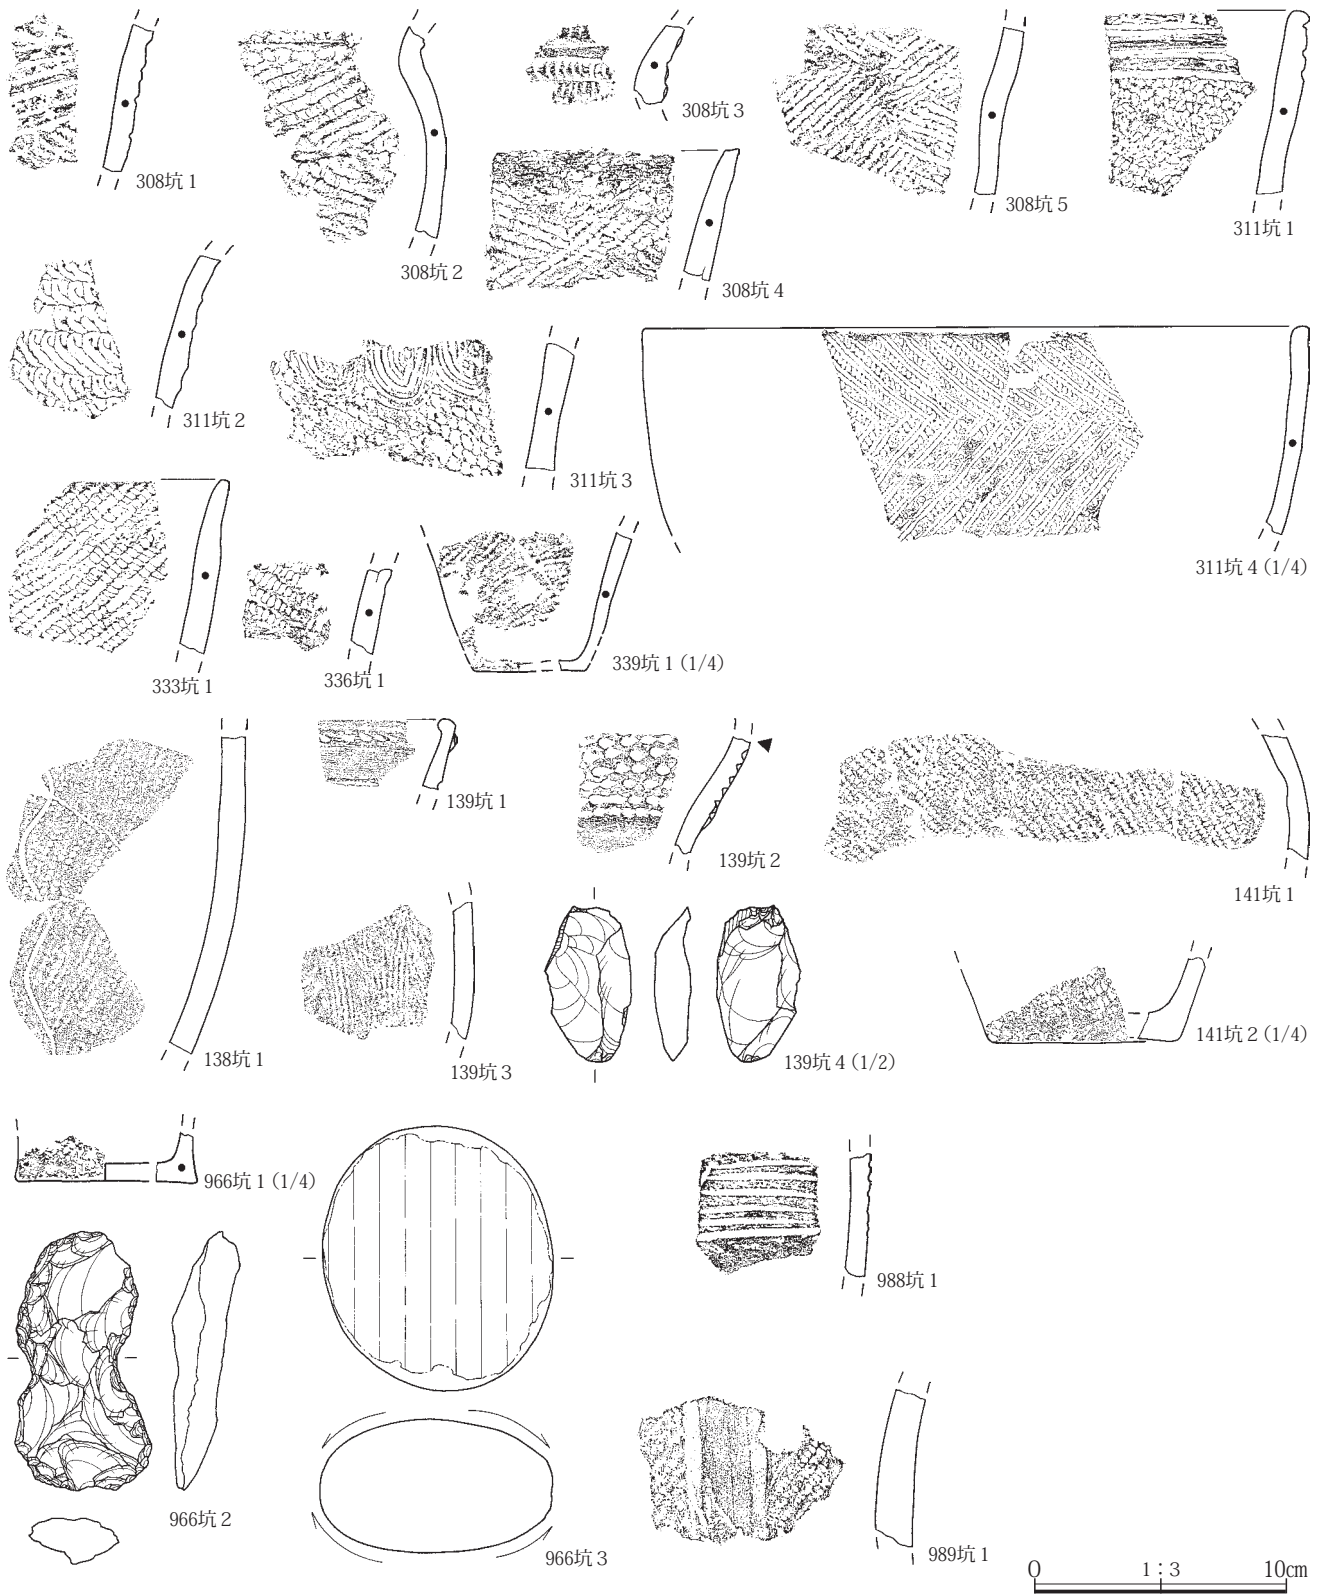 308坑 1
308坑 2
308坑 3
308坑 4
308坑 5
311坑 1
311坑 2
311坑 3
311坑 4 (1/4)
333坑 1
336坑 1
339坑 1 (1/4)
138坑 1
139坑 1
139坑 2
141坑 1
139坑 3
139坑 4 (1/2)
141坑 2 (1/4)
966坑 1 (1/4)
988坑 1
966坑 2
966坑 3
989坑 1
0 1:3 10cm